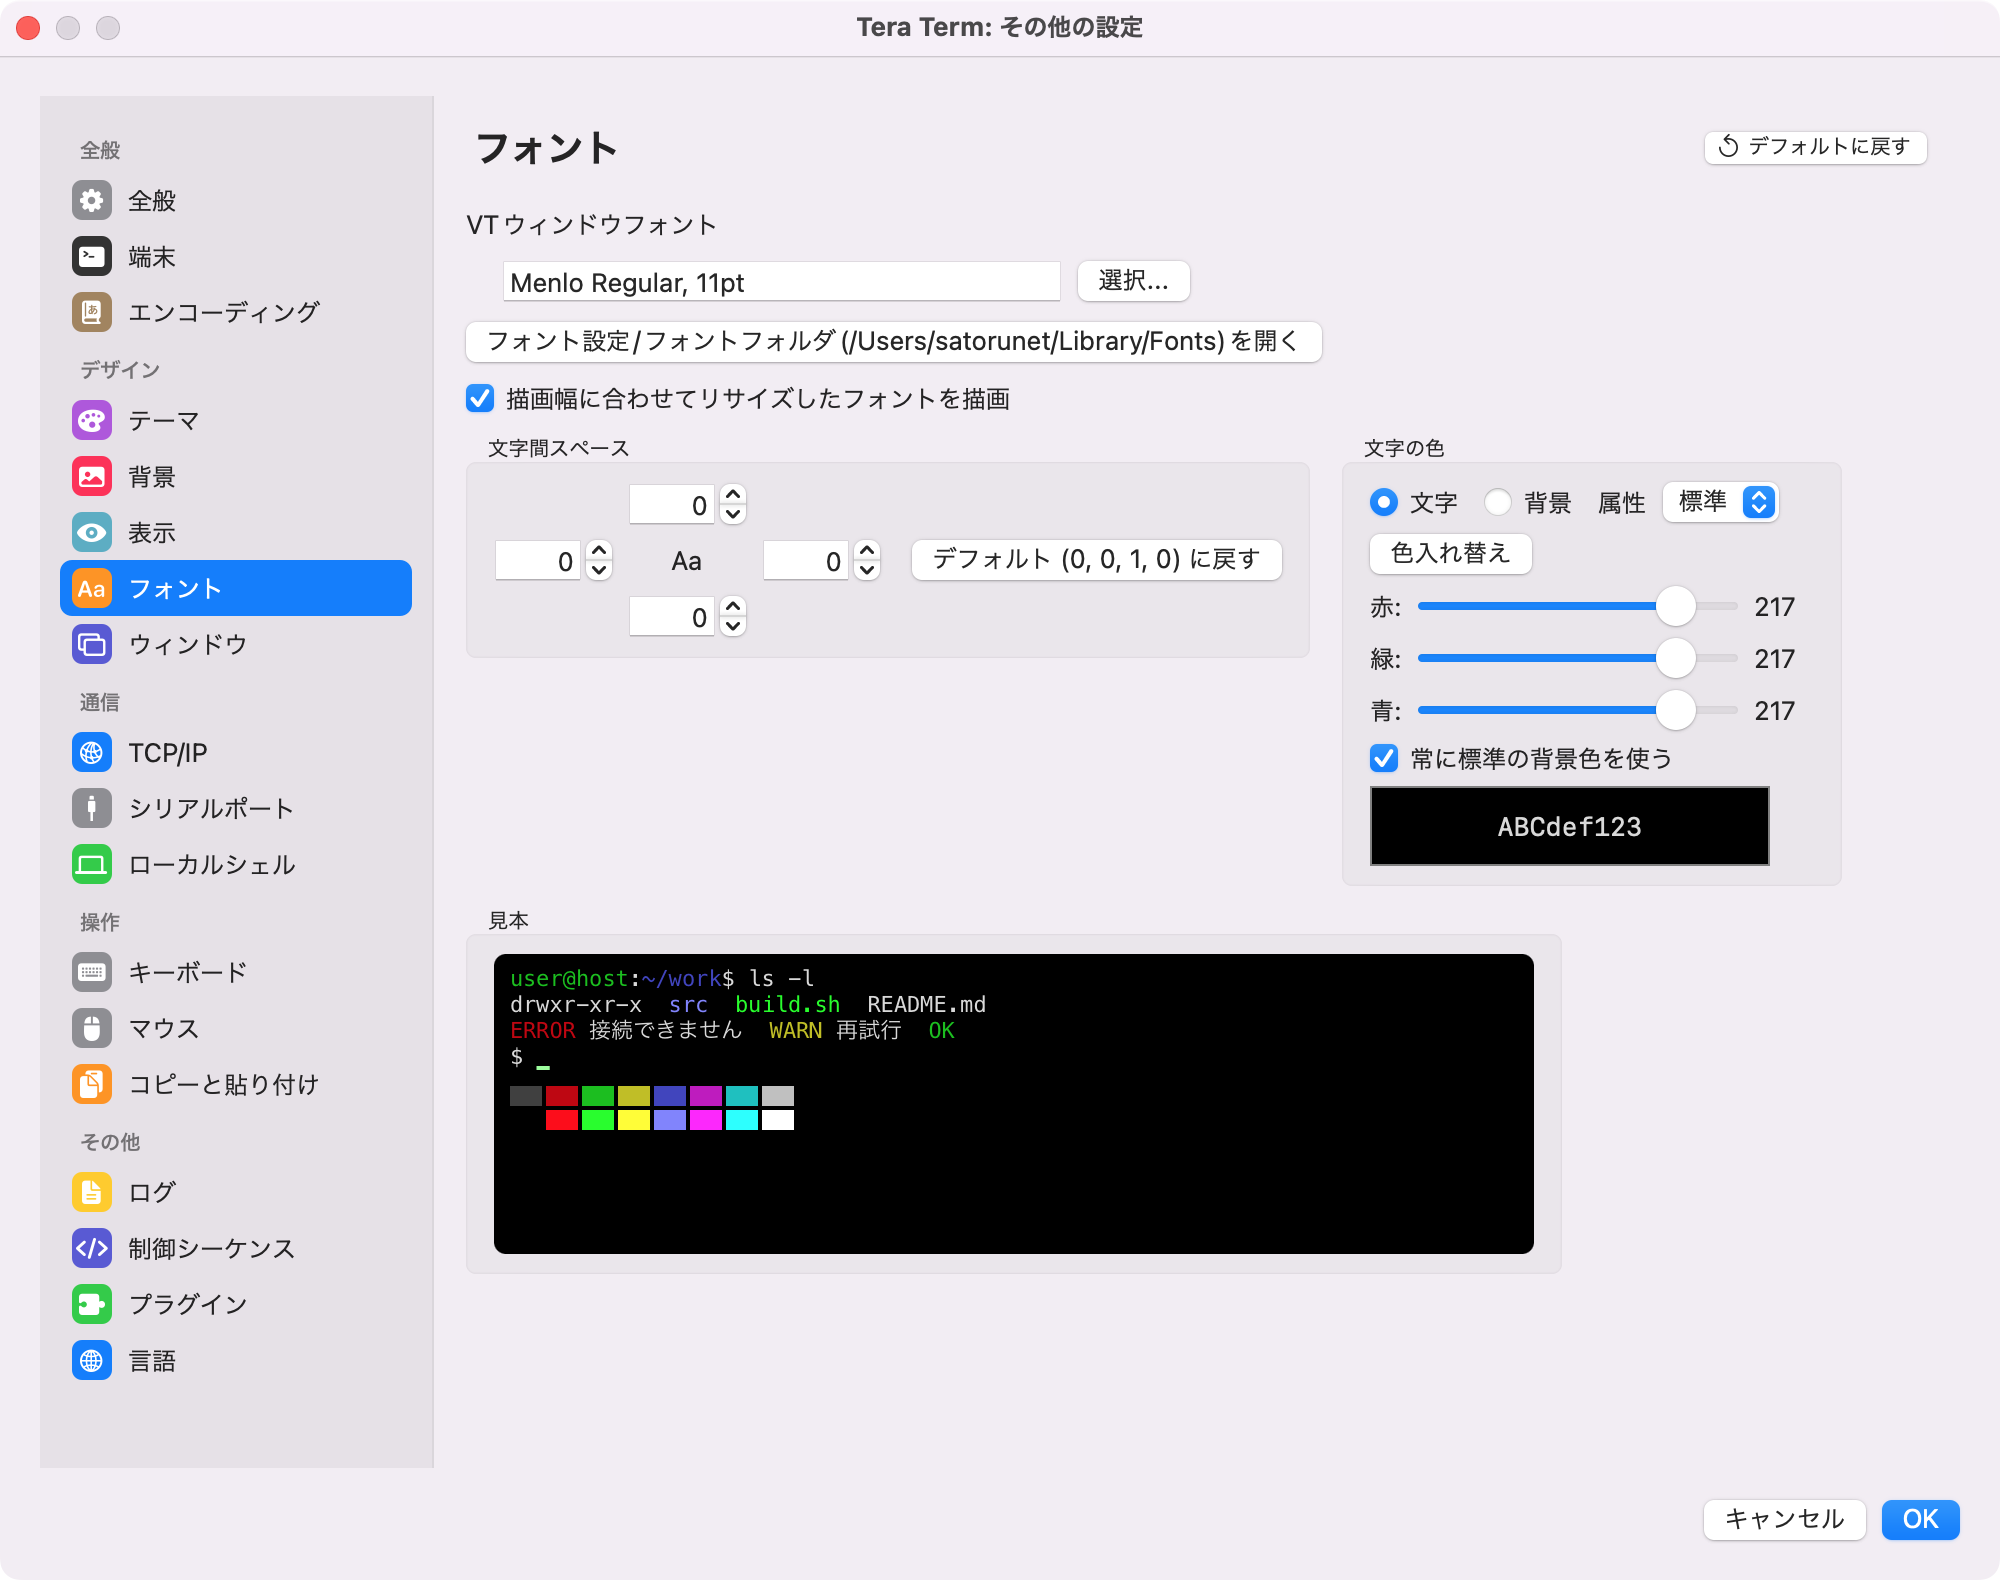 Tera Term: その他の設定
全般
全般
端末
エンコーディング
デザイン
テーマ
背景
表示
Aa フォント
ウィンドウ
通信
TCP/IP
シリアルポート
ローカルシェル
操作
キーボード
マウス
コピーと貼り付け
その他
ログ
制御シーケンス
プラグイン
言語
フォント
デフォルトに戻す
VTウィンドウフォント
Menlo Regular, 11pt
選択...
フォント設定/フォントフォルダ(/Users/satorunet/Library/Fonts)を開く
描画幅に合わせてリサイズしたフォントを描画
文字間スペース
0
0 Aa 0 デフォルト (0, 0, 1, 0) に戻す
0
文字の色
文字 背景 属性 標準
色入れ替え
赤: 217
緑: 217
青: 217
常に標準の背景色を使う
ABCdef123
見本
user@host:~/work$ ls -l
drwxr-xr-x src build.sh README.md
ERROR 接続できません WARN 再試行 OK
$ _
キャンセル OK